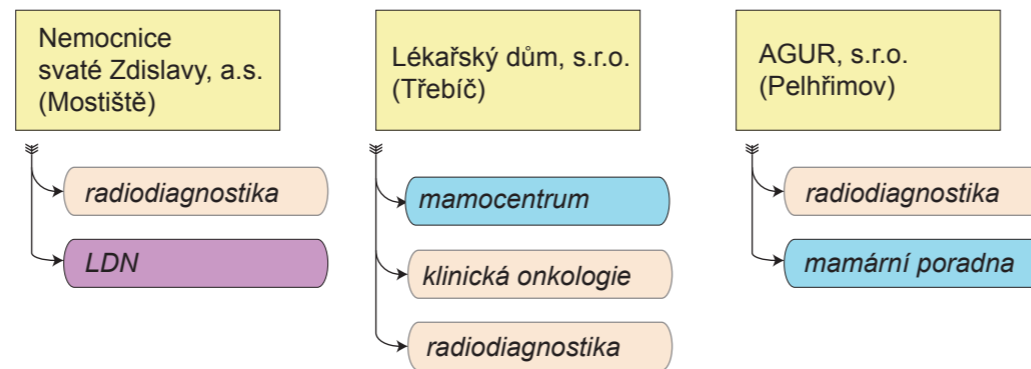 Nemocnice
svaté Zdislavy, a.s.
(Mostiště)
radiodiagnostika
LDN
Lékařský dům, s.r.o.
(Třebíč)
mamocentrum
klinická onkologie
radiodiagnostika
AGUR, s.r.o.
(Pelhřimov)
radiodiagnostika
mamární poradna